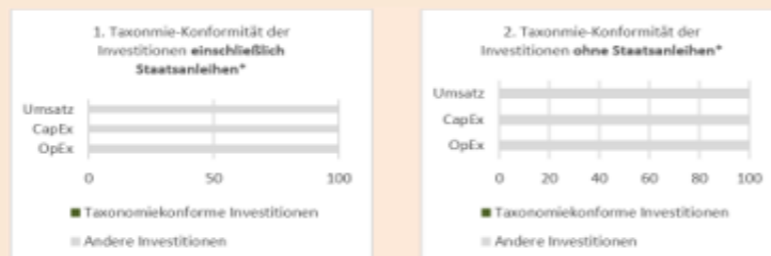 1. Taxonmie-Konformität der
Investitionen einschließlich
Staatsanleihen*
Umsatz
CapEx
OpEx
0 50 100
Taxonomiekonforme Investitionen
Andere Investitionen
2. Taxonmie-Konformität der
Investitionen ohne Staatsanleihen*
Umsatz
CapEx
OpEx
0 20 40 60 80 100
Taxonomiekonforme Investitionen
Andere Investitionen